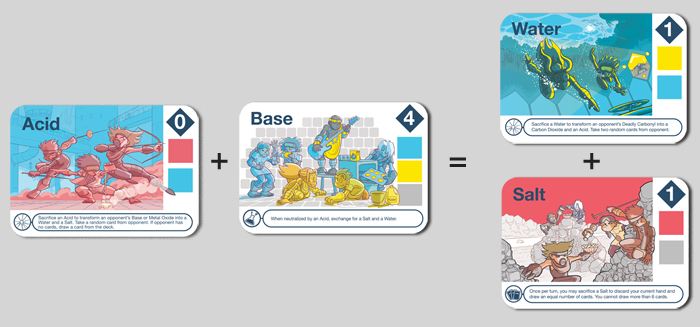 Acid
0
Sacrifice an Acid to transform an opponent's Base or Metal Oxide into a
Water and a Salt. Take a random card from opponent. If opponent has
no cards, draw a card from the deck.
+
Base
4
When neutralized by an Acid, exchange for a Salt and a Water.
=
Water
1
Sacrifice a Water to transform an opponent's Deadly Carbonyl into a
Carbon Dioxide and an Acid. Take two random cards from opponent.
+
Salt
1
Once per turn, you may sacrifice a Salt to discard your current hand and
draw an equal number of cards. You cannot draw more than 6 cards.